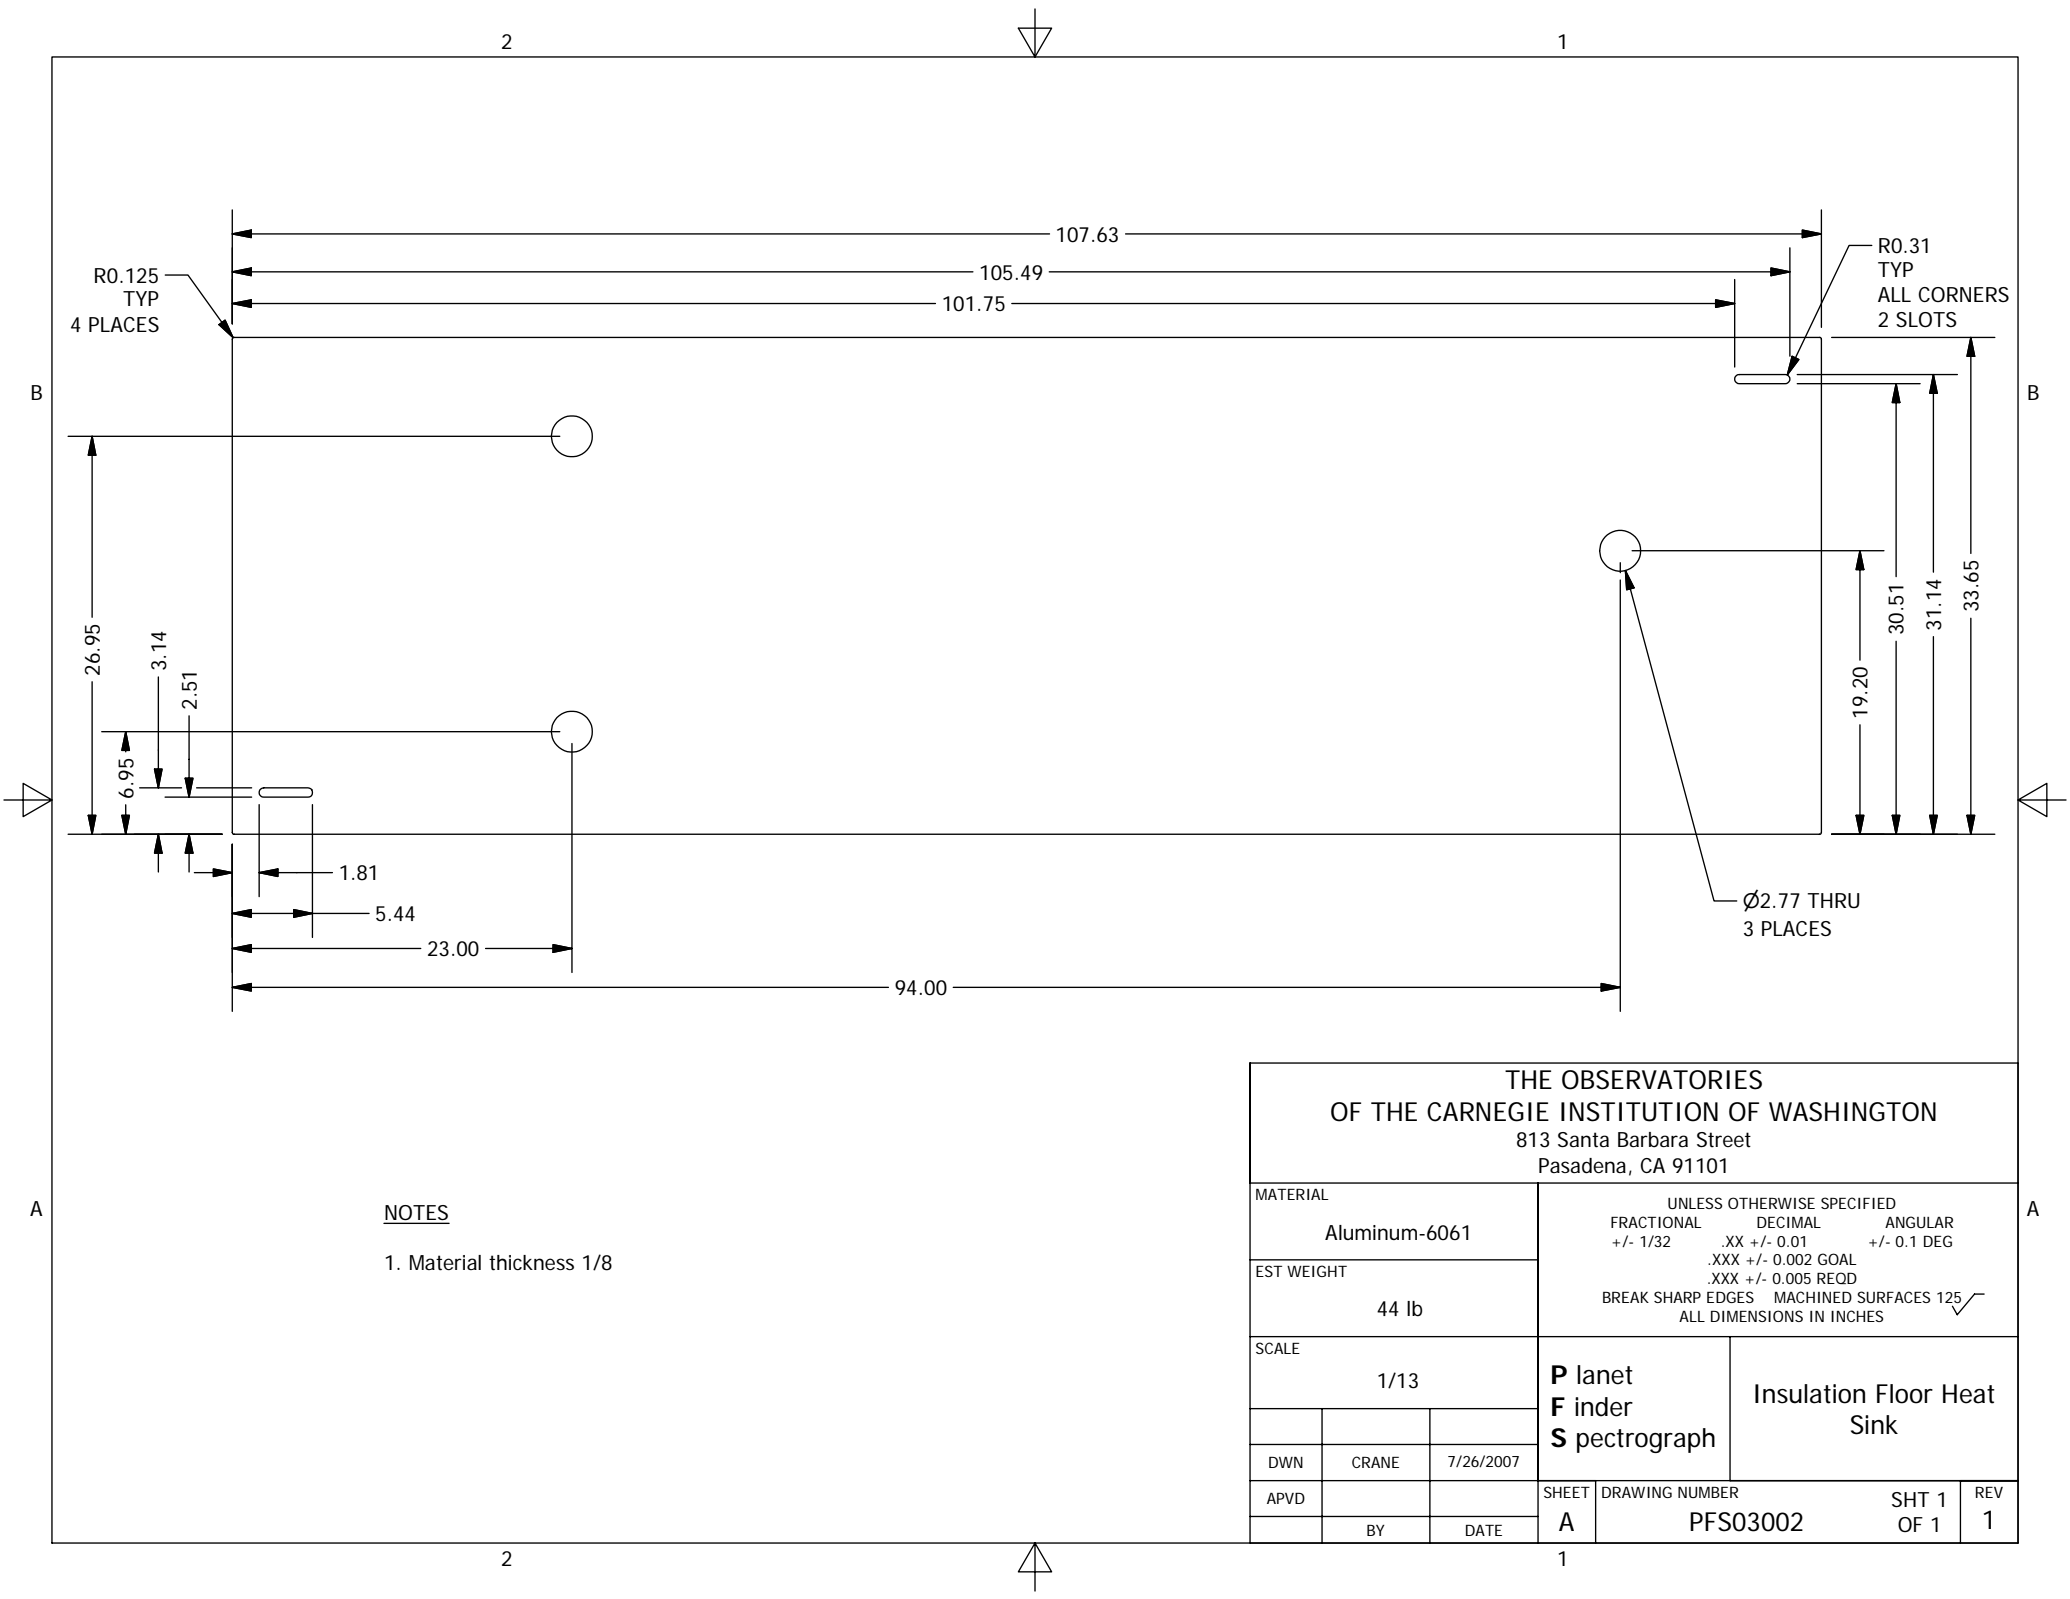 2
1
107.63
105.49
101.75
R0.125
TYP
4 PLACES
R0.31
TYP
ALL CORNERS
2 SLOTS
B
B
26.95
3.14
2.51
6.95
19.20
30.51
31.14
33.65
1.81
5.44
23.00
94.00
Ø2.77 THRU
3 PLACES
A
A
NOTES
1. Material thickness 1/8
THE OBSERVATORIES
OF THE CARNEGIE INSTITUTION OF WASHINGTON
813 Santa Barbara Street
Pasadena, CA 91101
MATERIAL
Aluminum-6061
EST WEIGHT
44 lb
SCALE
1/13
UNLESS OTHERWISE SPECIFIED
FRACTIONAL DECIMAL ANGULAR
+/- 1/32 .XX +/- 0.01 +/- 0.1 DEG
.XXX +/- 0.002 GOAL
.XXX +/- 0.005 REQD
BREAK SHARP EDGES MACHINED SURFACES 125
ALL DIMENSIONS IN INCHES
P lanet
F inder
S pectrograph
Insulation Floor Heat
Sink
DWN CRANE 7/26/2007
APVD
BY DATE
SHEET
A
DRAWING NUMBER
PFS03002
SHT 1
OF 1
REV
1
2
1